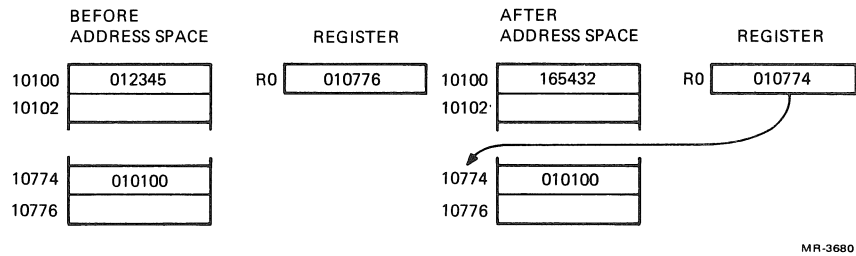 BEFORE
ADDRESS SPACE
REGISTER
AFTER
ADDRESS SPACE
REGISTER
10100 012345 R0 010776 10100 165432 R0 010774
10102 10102
10774 010100 10774 010100
10776 10776
MR-3680